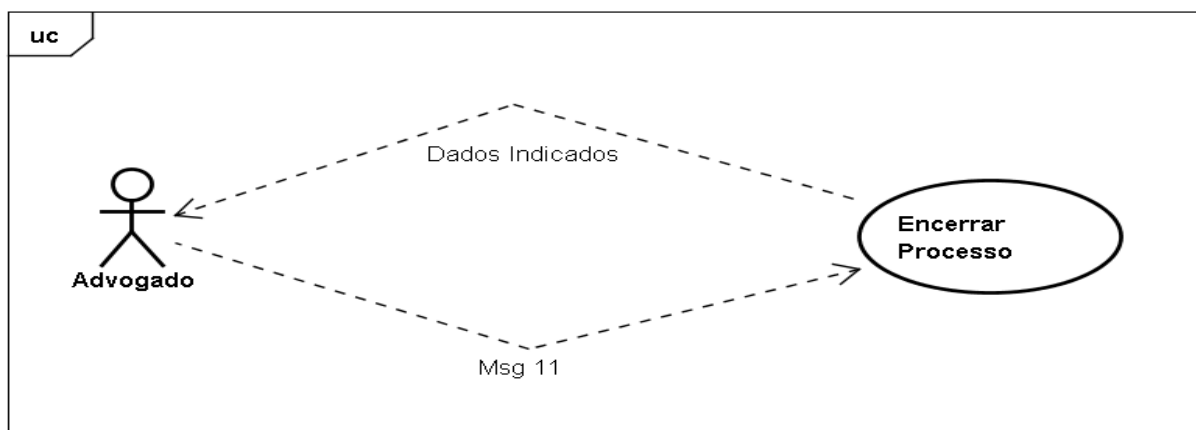 uc
Dados Indicados
Encerrar
Processo
Advogado
Msg 11